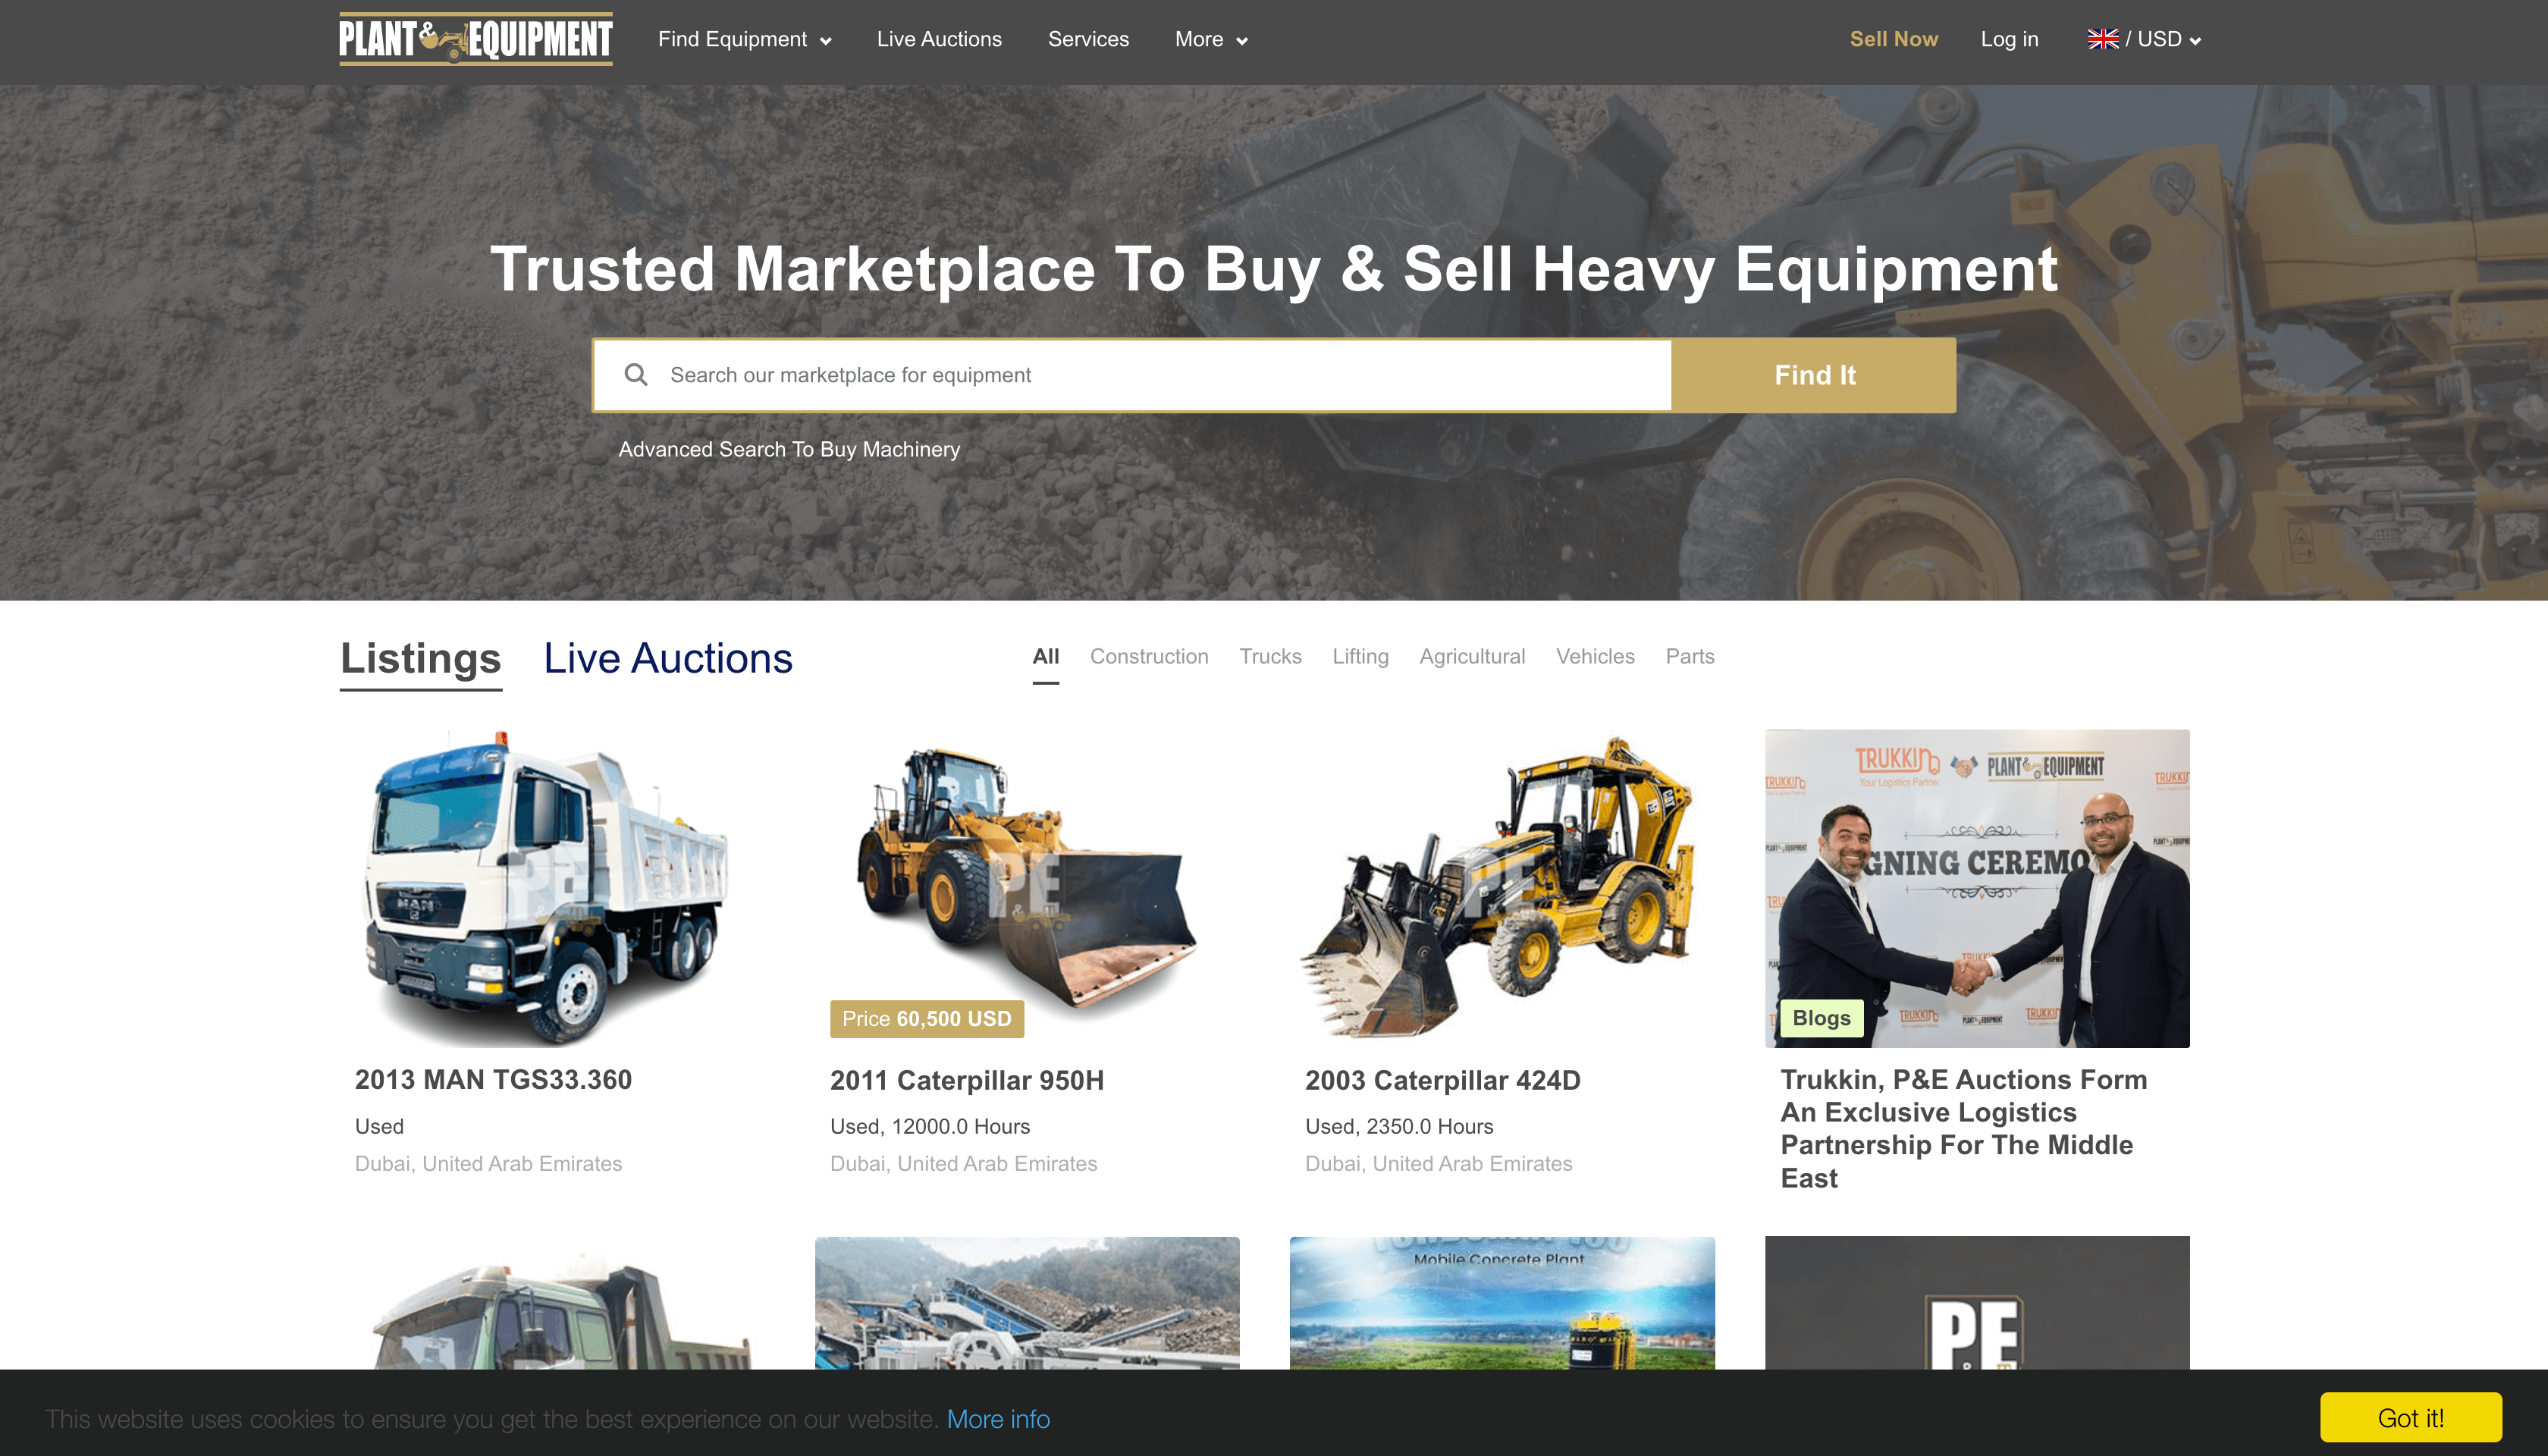 PLANT & EQUIPMENT
Find Equipment
Live Auctions
Services
More
Sell Now
Log in
/ USD
Trusted Marketplace To Buy & Sell Heavy Equipment
Search our marketplace for equipment
Find It
Advanced Search To Buy Machinery
Listings
Live Auctions
All
Construction
Trucks
Lifting
Agricultural
Vehicles
Parts
MAN
P&E
P&E
P&E
Price 60,500 USD
TRUKKIN
Your Logistics Partner
PLANT & EQUIPMENT
GNING CEREMO
TRUKKIN
PLANT & EQUIPMENT
Blogs
2013 MAN TGS33.360
Used
Dubai, United Arab Emirates
2011 Caterpillar 950H
Used, 12000.0 Hours
Dubai, United Arab Emirates
2003 Caterpillar 424D
Used, 2350.0 Hours
Dubai, United Arab Emirates
Trukkin, P&E Auctions Form
An Exclusive Logistics
Partnership For The Middle
East
Mobile Concrete Plant
P&E
This website uses cookies to ensure you get the best experience on our website. More info
Got it!